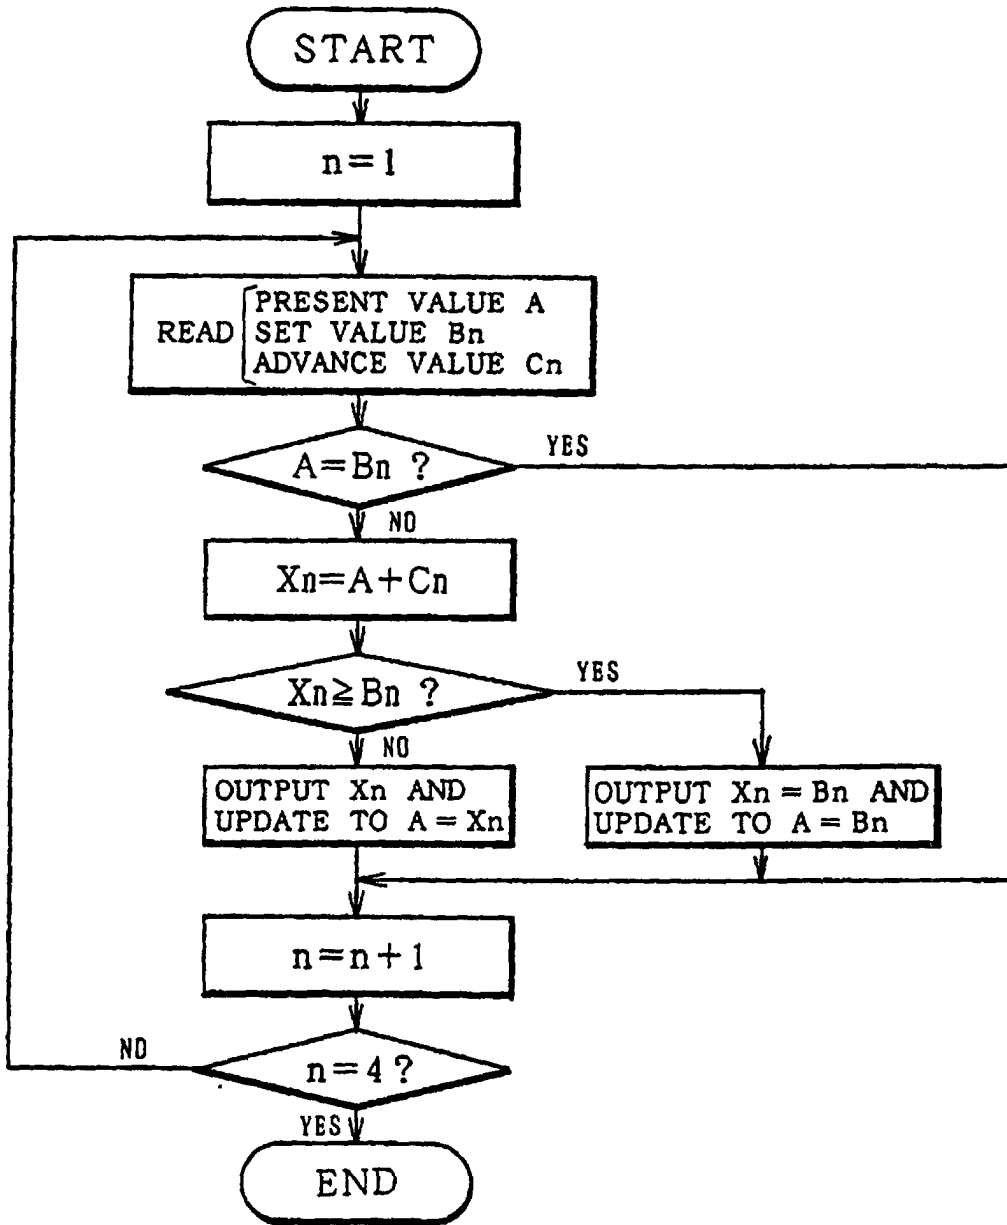 START
n=1
READ
PRESENT VALUE A
SET VALUE Bn
ADVANCE VALUE Cn
A=Bn ?
YES
NO
Xn=A+Cn
Xn≧Bn ?
YES
NO
OUTPUT Xn AND
UPDATE TO A=Xn
OUTPUT Xn=Bn AND
UPDATE TO A=Bn
n=n+1
n=4?
NO
YES
END